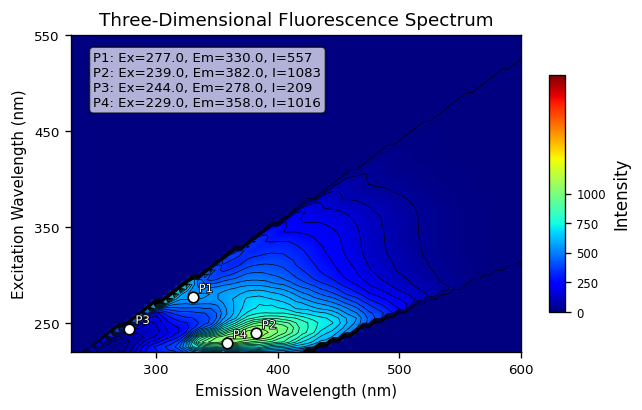 Three-Dimensional Fluorescence Spectrum
550
450
350
250
Excitation Wavelength (nm)
P1: Ex=277.0, Em=330.0, I=557
P2: Ex=239.0, Em=382.0, I=1083
P3: Ex=244.0, Em=278.0, I=209
P4: Ex=229.0, Em=358.0, I=1016
P1
P3
P2
P4
300
400
500
600
Emission Wavelength (nm)
1000
750
500
250
0
Intensity